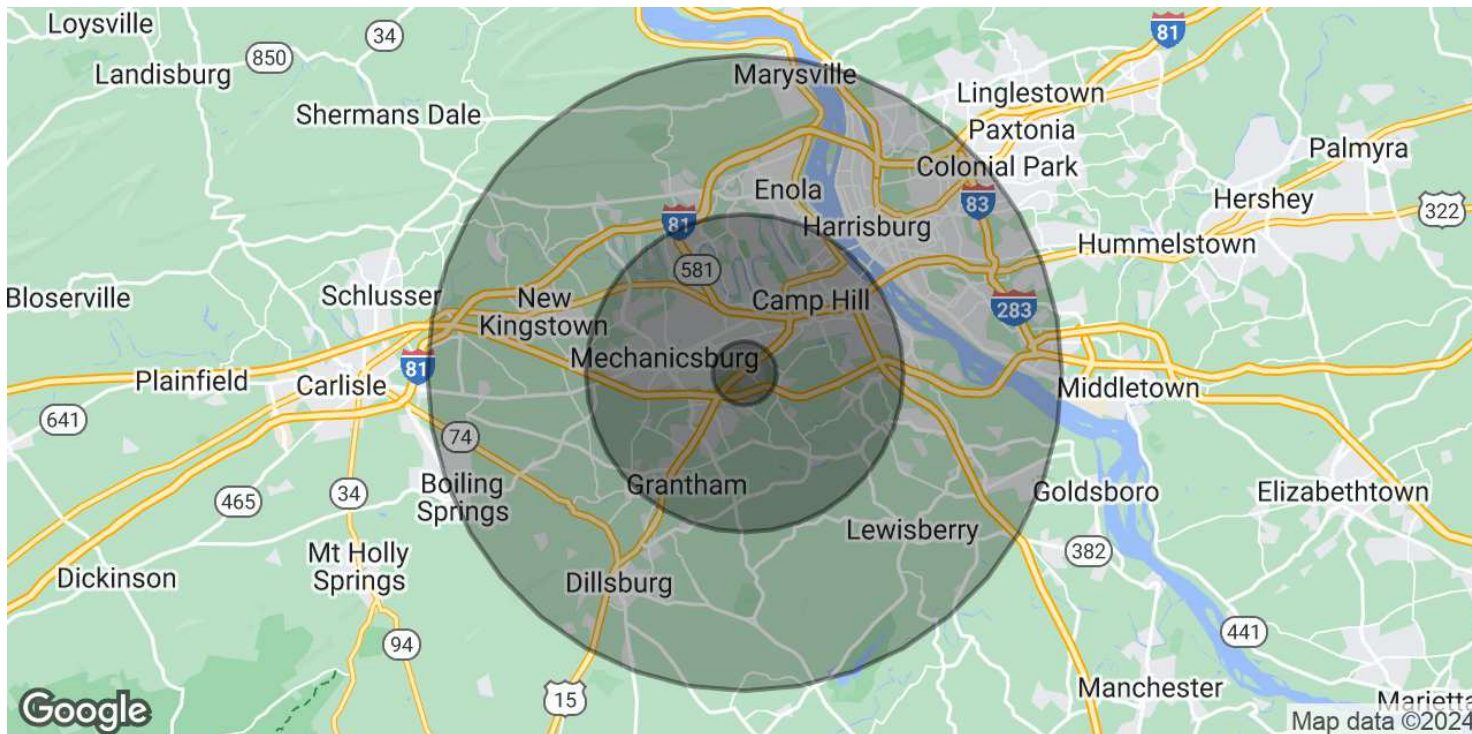 Loysville
34
81
850
Landisburg
Marysville
Linglestown
Shermans Dale
Paxtonia
Palmyra
Colonial Park
Enola
83
Hershey
322
81
Harrisburg
Hummelstown
581
Bloserville
Schlusser
New
Kingstown
Camp Hill
283
Mechanicsburg
81
Plainfield
Carlisle
Middletown
641
74
Boiling
Springs
Grantham
465
34
Goldsboro
Elizabethtown
Lewisberry
Mt Holly
Springs
382
Dickinson
Dillsburg
441
94
15
Manchester
Marietta
Google
Map data ©2024